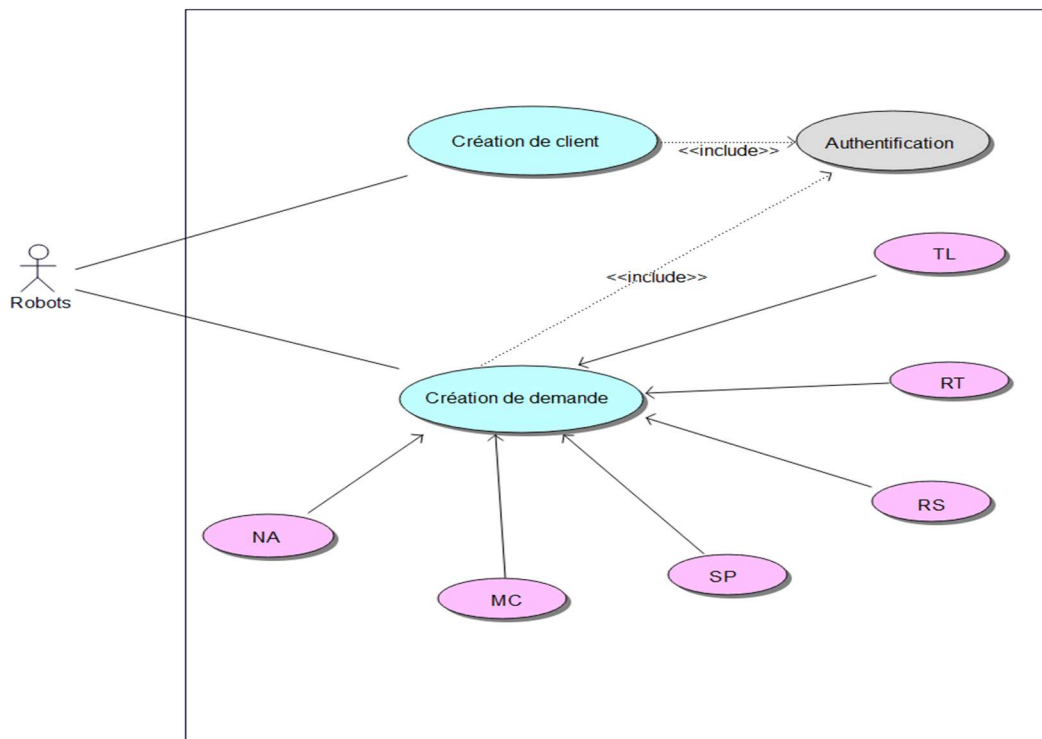 Création de client
<<include>>
Authentification
TL
<<include>>
Robots
RT
Création de demande
RS
NA
SP
MC